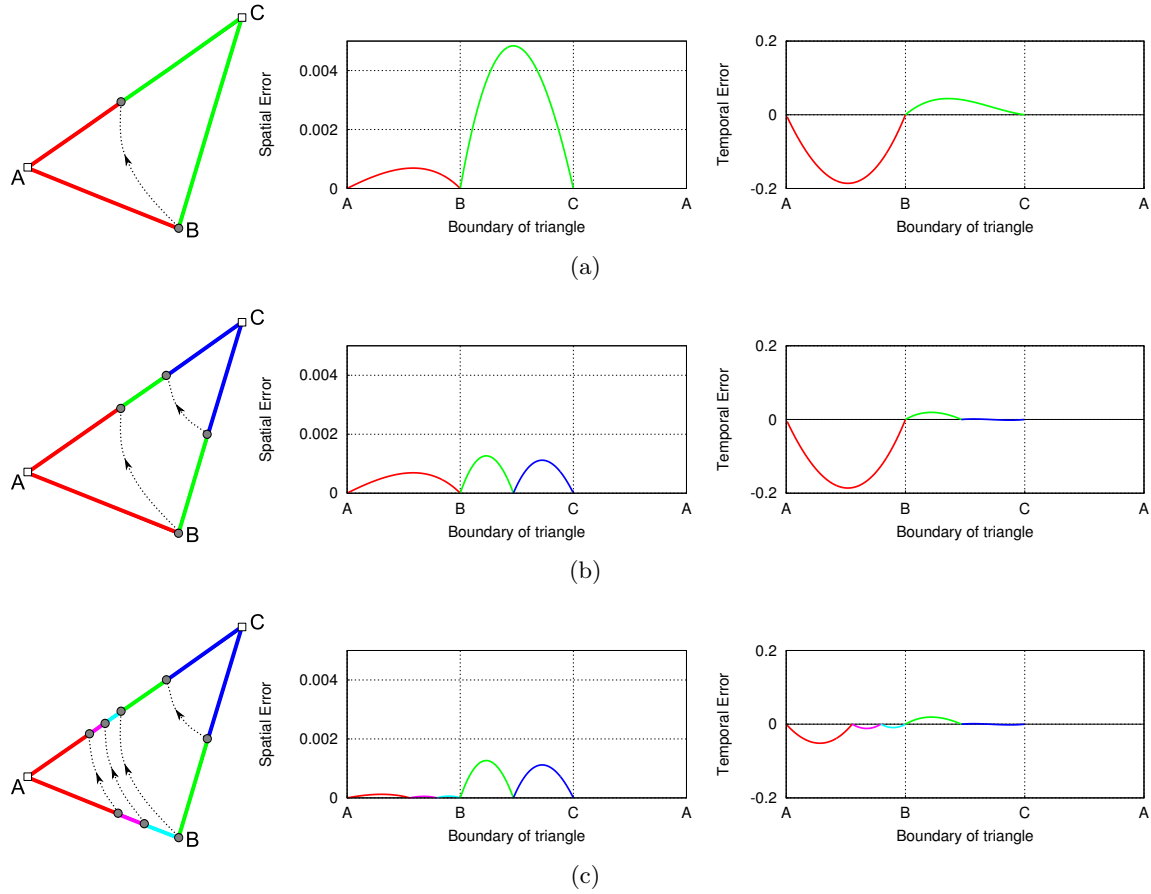 C
A
B
Spatial Error
0.004
0.002
0
A B C A
Boundary of triangle
Temporal Error
0.2
0
-0.2
A B C A
Boundary of triangle
(a)
C
A
B
Spatial Error
0.004
0.002
0
A B C A
Boundary of triangle
Temporal Error
0.2
0
-0.2
A B C A
Boundary of triangle
(b)
C
A
B
Spatial Error
0.004
0.002
0
A B C A
Boundary of triangle
Temporal Error
0.2
0
-0.2
A B C A
Boundary of triangle
(c)